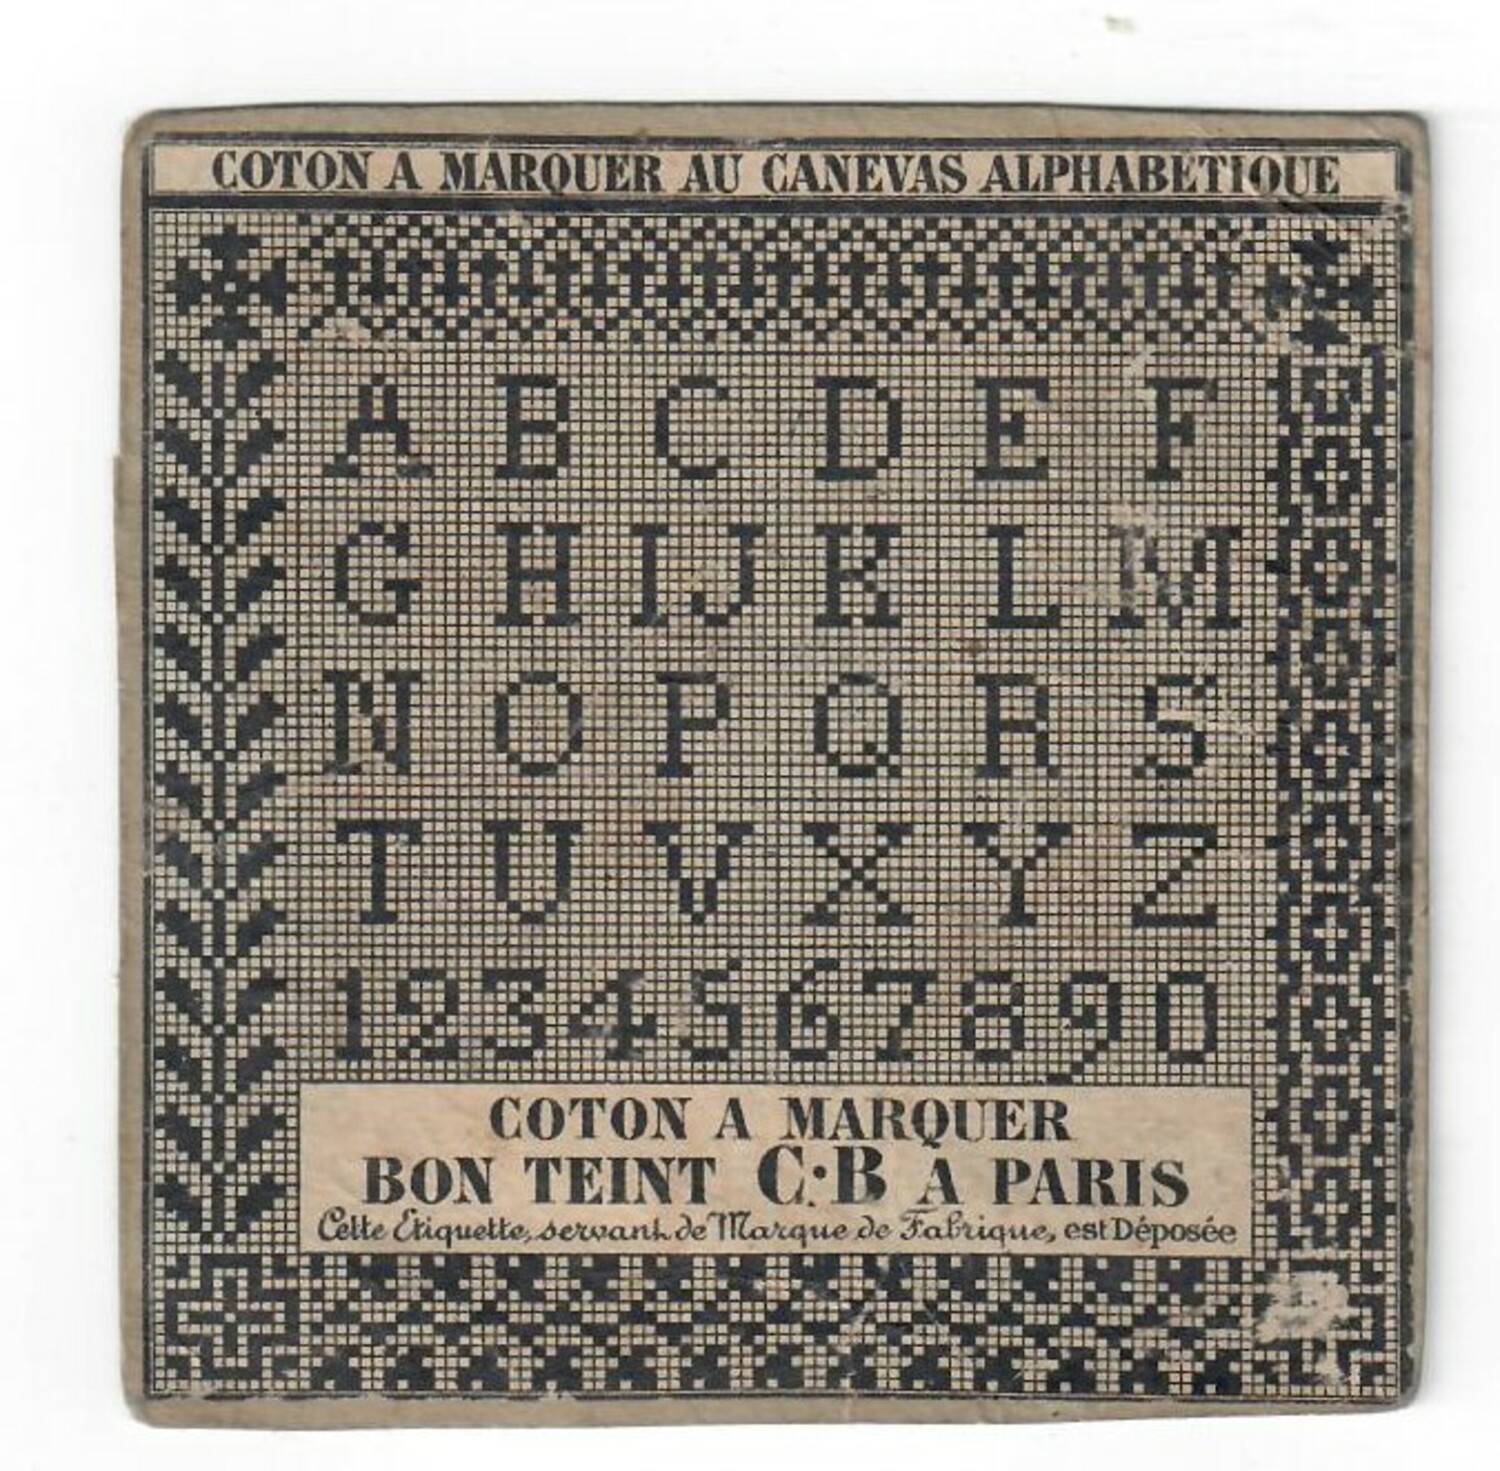 COTON A MARQUER AU CANEVAS ALPHABETIQUE
A B C D E F
G H I J K L M
N O P Q R S
T U V X Y Z
1 2 3 4 5 6 7 8 9 0
COTON A MARQUER
BON TEINT C·B A PARIS
Cette Etiquette, servant de Marque de Fabrique, est Déposée